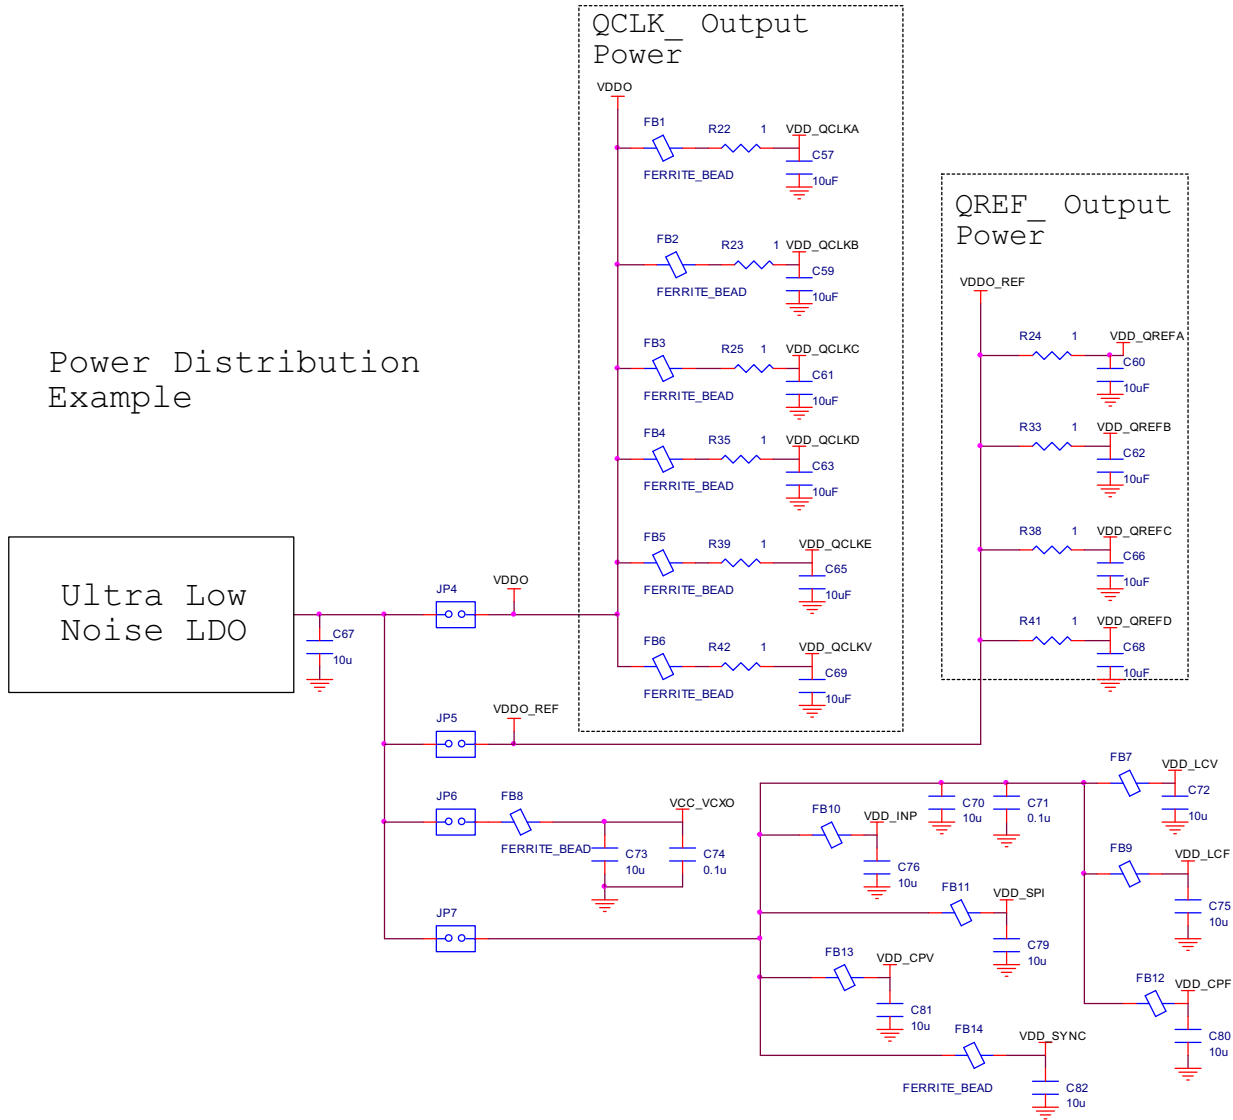 QCLK_ Output
Power
VDDO
FB1
R22 1 VDD_QCLKA
C57
FERRITE_BEAD
10uF
FB2
R23 1 VDD_QCLKB
C59
FERRITE_BEAD
10uF
FB3
R25 1 VDD_QCLKC
C61
FERRITE_BEAD
10uF
FB4
R35 1 VDD_QCLKD
C63
FERRITE_BEAD
10uF
FB5
R39 1 VDD_QCLKE
C65
FERRITE_BEAD
10uF
FB6
R42 1 VDD_QCLKV
C69
FERRITE_BEAD
10uF
QREF_ Output
Power
VDDO_REF
R24 1 VDD_QREFA
C60
10uF
R33 1 VDD_QREFB
C62
10uF
R38 1 VDD_QREFC
C66
10uF
R41 1 VDD_QREFD
C68
10uF
Power Distribution
Example
Ultra Low
Noise LDO
C67
10u
JP4
VDDO
JP5
VDDO_REF
JP6
FB8
FERRITE_BEAD
VCC_VCXO
C73
10u
C74
0.1u
JP7
C70
10u
C71
0.1u
FB7
VDD_LCV
C72
10u
FB10
VDD_INP
C76
10u
FB9
VDD_LCF
C75
10u
FB11
VDD_SPI
C79
10u
FB13
VDD_CPV
C81
10u
FB12
VDD_CPF
C80
10u
FB14
VDD_SYNC
FERRITE_BEAD
C82
10u